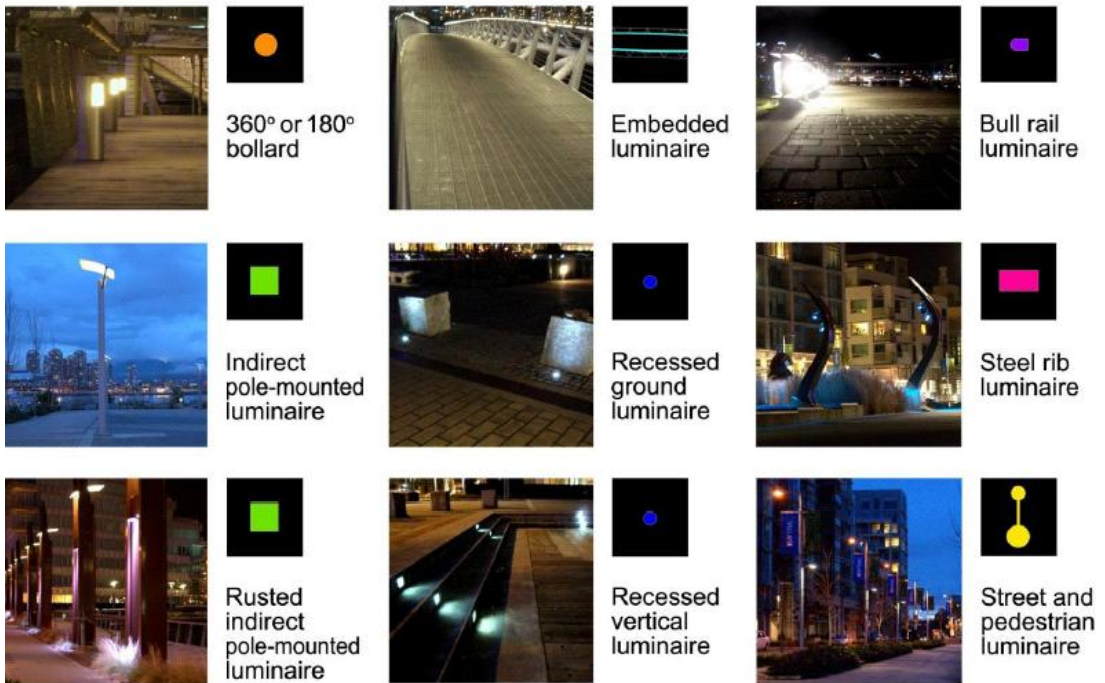 360° or 180°
bollard
Embedded
luminaire
Bull rail
luminaire
Indirect
pole-mounted
luminaire
Recessed
ground
luminaire
Steel rib
luminaire
Rusted
indirect
pole-mounted
luminaire
Recessed
vertical
luminaire
Street and
pedestrian
luminaire